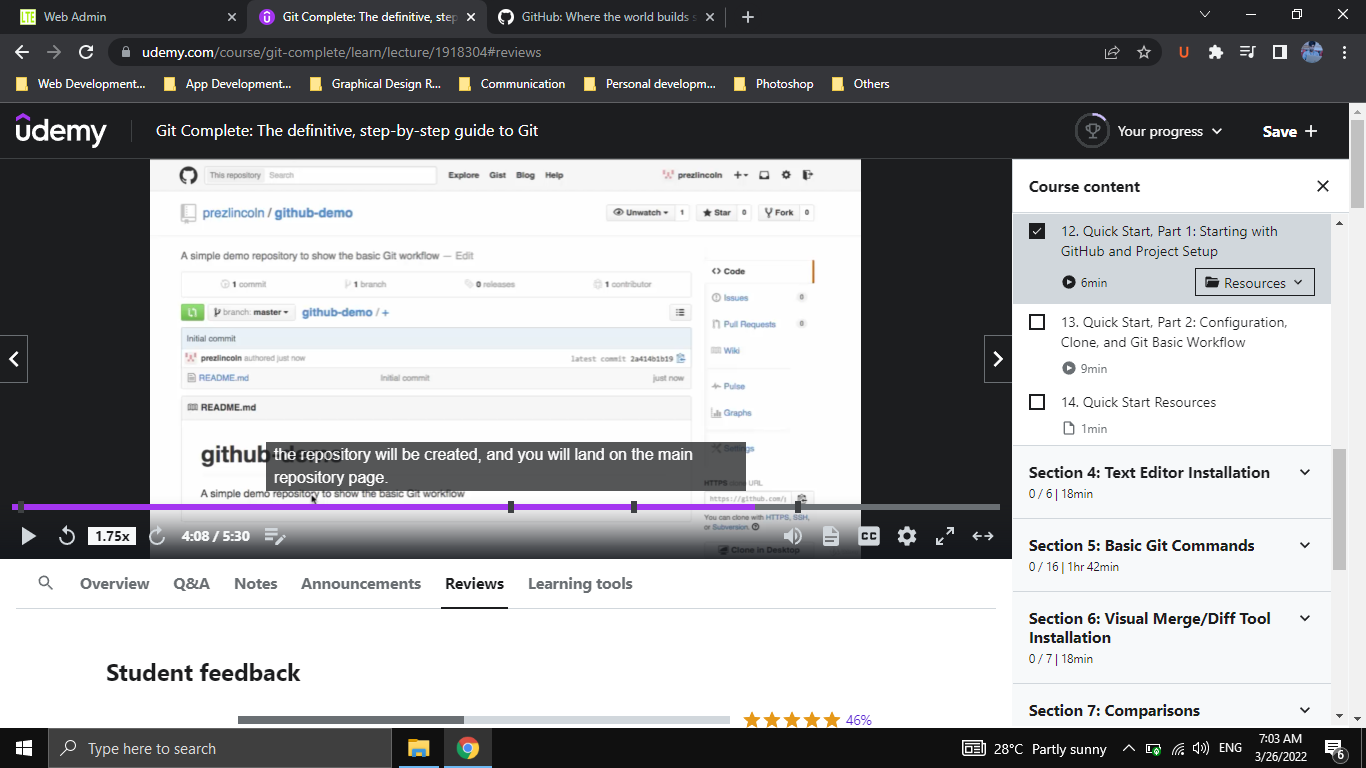 Web Admin
Git Complete: The definitive, step
GitHub: Where the world builds s
udemy.com/course/git-complete/learn/lecture/1918304#reviews
Web Development...
App Development...
Graphical Design R...
Communication
Personal developm...
Photoshop
Others
udemy
Git Complete: The definitive, step-by-step guide to Git
Your progress
Save +
This repository Search
Explore Gist Blog Help
prezlincoln
prezlincoln / github-demo
Unwatch 1
Star 0
Fork 0
A simple demo repository to show the basic Git workflow — Edit
1 commit
1 branch
0 releases
1 contributor
branch: master
github-demo / +
Initial commit
prezlincoln authored just now
latest commit 2a414b1b19
README.md
Initial commit
just now
README.md
github-
A simple demo repository to show the basic Git workflow
Code
Issues 0
Pull Requests 0
Wiki
Pulse
Graphs
Settings
HTTPS clone URL
https://github.com/
You can clone with HTTPS, SSH,
or Subversion.
Clone in Desktop
the repository will be created, and you will land on the main
repository page.
1.75x
4:08 / 5:30
CC
Course content
12. Quick Start, Part 1: Starting with
GitHub and Project Setup
6min
Resources
13. Quick Start, Part 2: Configuration,
Clone, and Git Basic Workflow
9min
14. Quick Start Resources
1min
Section 4: Text Editor Installation
0 / 6 | 18min
Section 5: Basic Git Commands
0 / 16 | 1hr 42min
Section 6: Visual Merge/Diff Tool
Installation
0 / 7 | 18min
Section 7: Comparisons
Overview
Q&A
Notes
Announcements
Reviews
Learning tools
Student feedback
46%
Type here to search
28°C Partly sunny
ENG
7:03 AM
3/26/2022
6